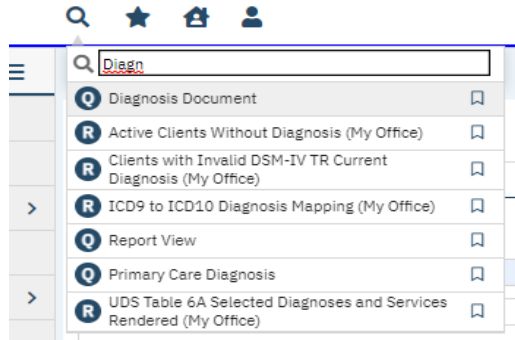 Diagn
Q Diagnosis Document
R Active Clients Without Diagnosis (My Office)
R Clients with Invalid DSM-IV TR Current
Diagnosis (My Office)
R ICD9 to ICD10 Diagnosis Mapping (My Office)
Q Report View
Q Primary Care Diagnosis
R UDS Table 6A Selected Diagnoses and Services
Rendered (My Office)